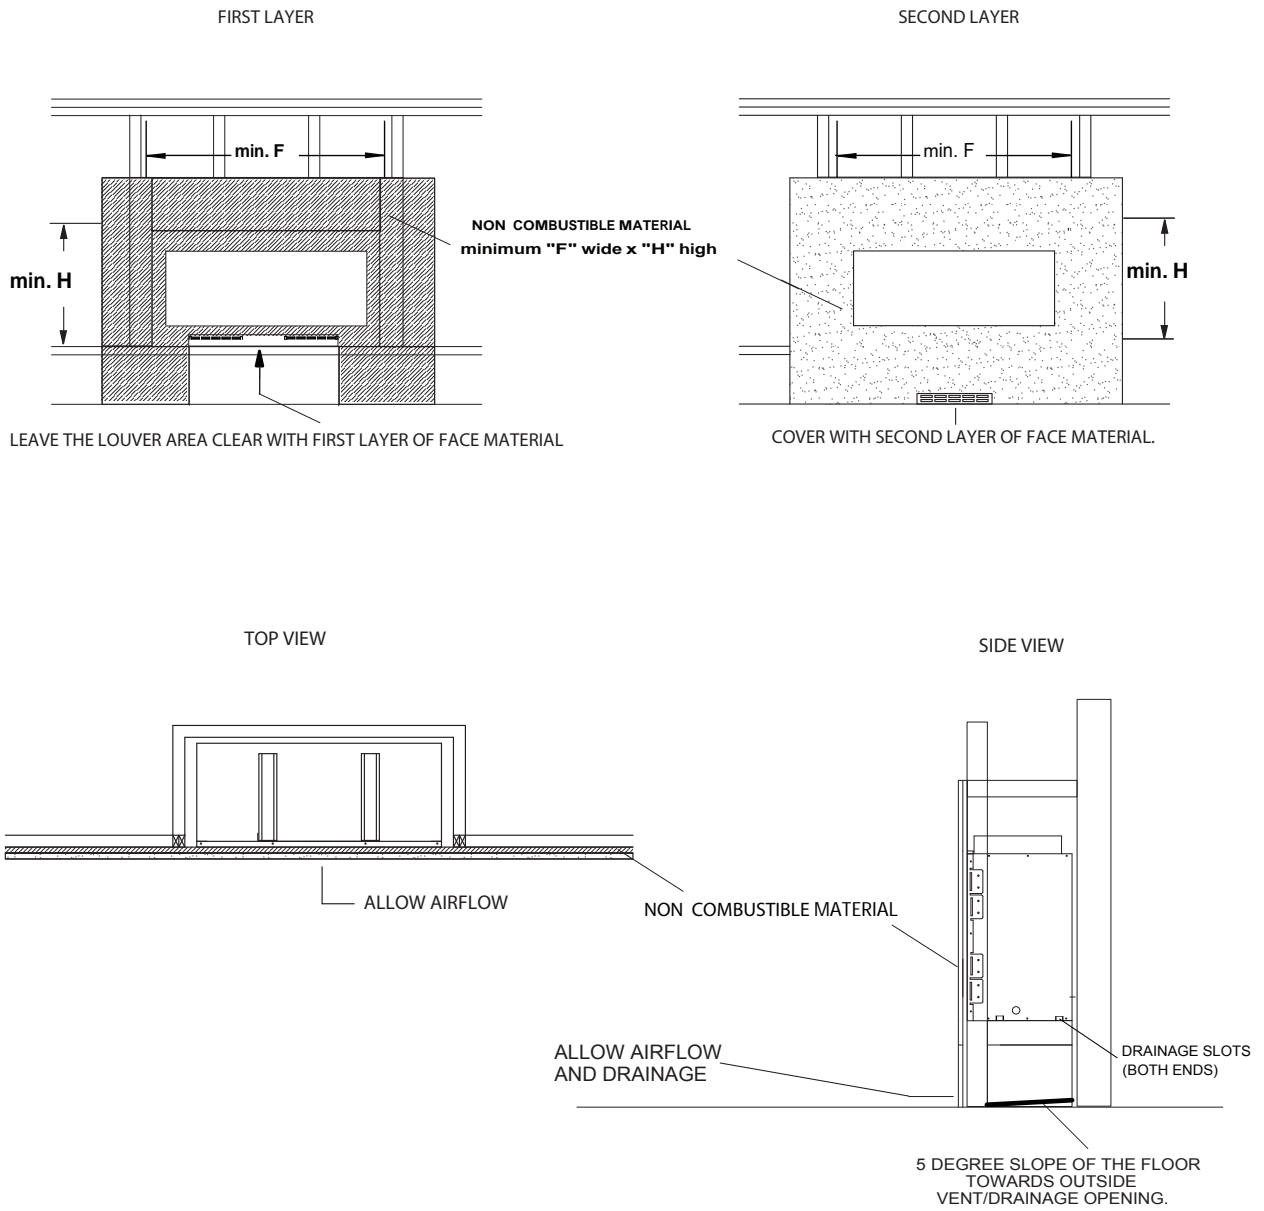 FIRST LAYER
SECOND LAYER
min. F
min. F
NON COMBUSTIBLE MATERIAL
minimum "F" wide x "H" high
min. H
min. H
LEAVE THE LOUVER AREA CLEAR WITH FIRST LAYER OF FACE MATERIAL
COVER WITH SECOND LAYER OF FACE MATERIAL.
TOP VIEW
SIDE VIEW
ALLOW AIRFLOW
NON COMBUSTIBLE MATERIAL
ALLOW AIRFLOW
AND DRAINAGE
DRAINAGE SLOTS
(BOTH ENDS)
5 DEGREE SLOPE OF THE FLOOR
TOWARDS OUTSIDE
VENT/DRAINAGE OPENING.